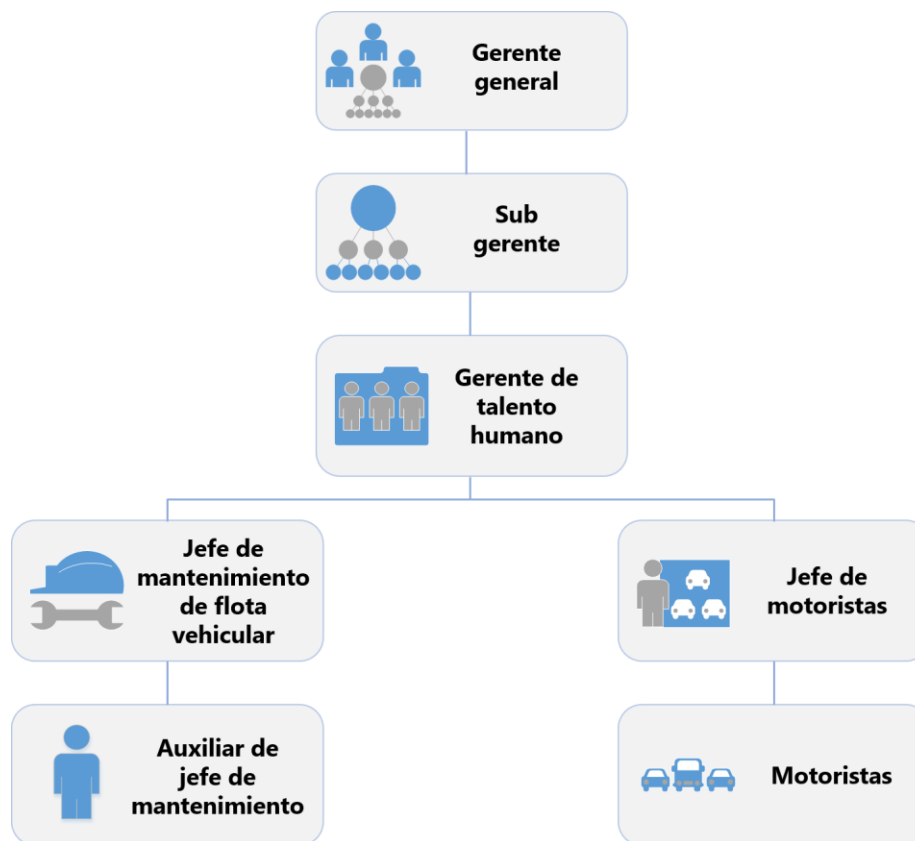 Gerente
general
Sub
gerente
Gerente de
talento
humano
Jefe de
mantenimiento
de flota
vehicular
Jefe de
motoristas
Auxiliar de
jefe de
mantenimiento
Motoristas